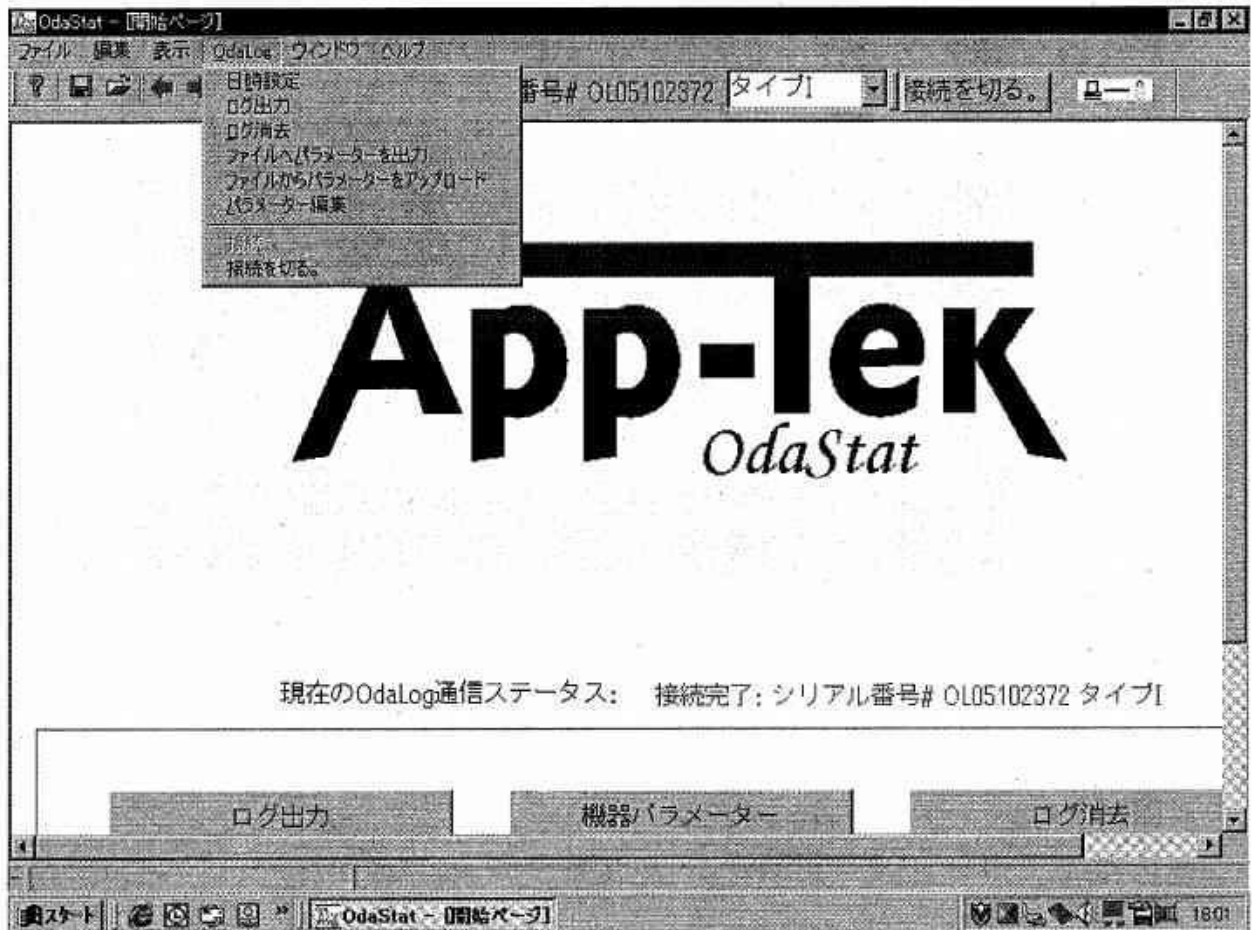 OdaStat - [開始ページ]
ファイル 編集 表示 OdaLog ウィンドウ ヘルプ
番号# OL05102372 タイプI 接続を切る。
日時設定
ログ出力
ログ消去
ファイルへパラメーターを出力
ファイルからパラメーターをアップロード
パラメーター編集
接続。
接続を切る。
App-Tek
OdaStat
現在のOdaLog通信ステータス: 接続完了: シリアル番号# OL05102372 タイプI
ログ出力 機器パラメーター ログ消去
スタート OdaStat - [開始ページ] 18:01